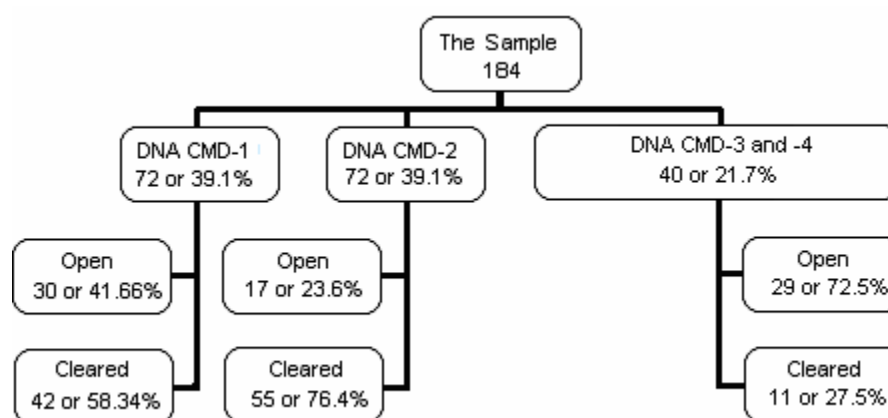 The Sample
184
DNA CMD-1
72 or 39.1%
DNA CMD-2
72 or 39.1%
DNA CMD-3 and -4
40 or 21.7%
Open
30 or 41.66%
Open
17 or 23.6%
Open
29 or 72.5%
Cleared
42 or 58.34%
Cleared
55 or 76.4%
Cleared
11 or 27.5%